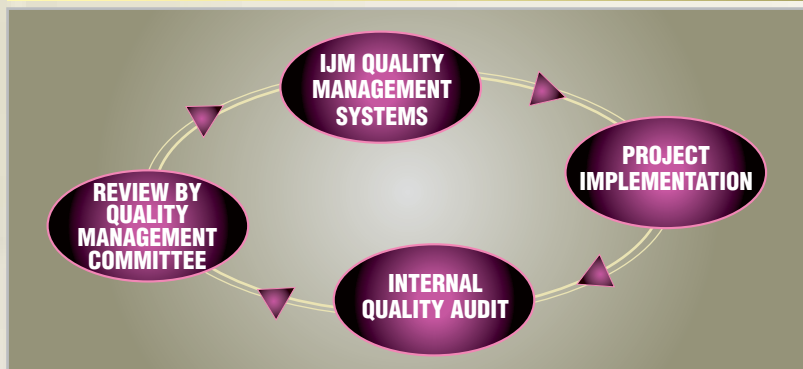 IJM QUALITY
MANAGEMENT
SYSTEMS
PROJECT
IMPLEMENTATION
INTERNAL
QUALITY AUDIT
REVIEW BY
QUALITY
MANAGEMENT
COMMITTEE